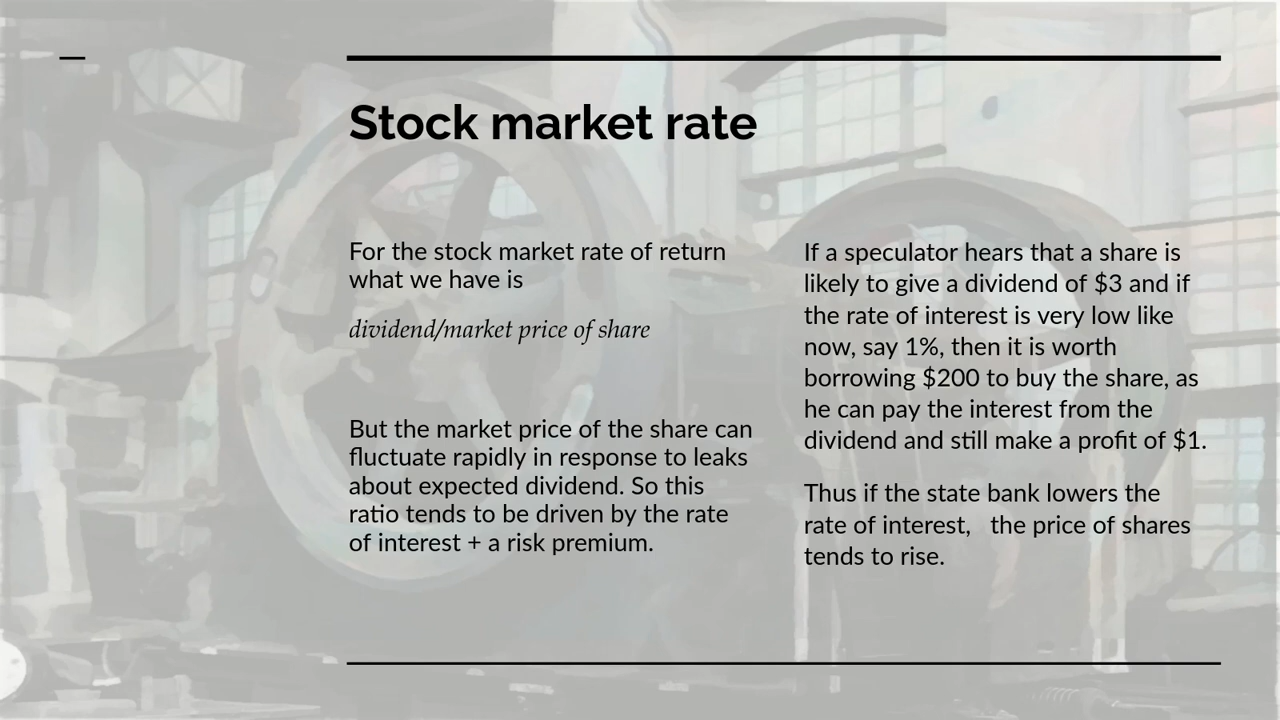 Stock market rate
For the stock market rate of return
what we have is
dividend/market price of share
But the market price of the share can
fluctuate rapidly in response to leaks
about expected dividend. So this
ratio tends to be driven by the rate
of interest + a risk premium.
If a speculator hears that a share is
likely to give a dividend of $3 and if
the rate of interest is very low like
now, say 1%, then it is worth
borrowing $200 to buy the share, as
he can pay the interest from the
dividend and still make a profit of $1.
Thus if the state bank lowers the
rate of interest,   the price of shares
tends to rise.